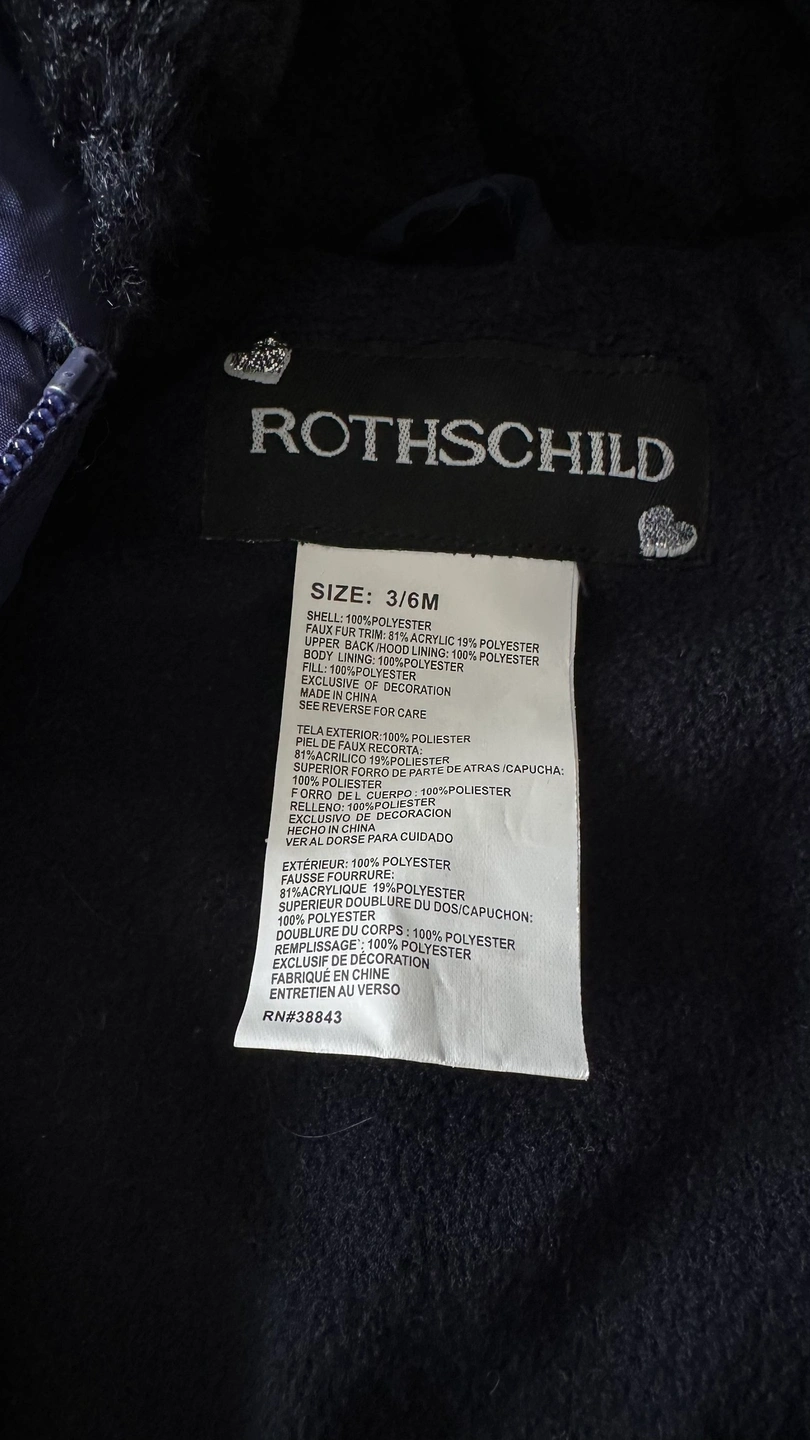 ROTHSCHILD
SIZE: 3/6M
SHELL: 100%POLYESTER
FAUX FUR TRIM: 81% ACRYLIC 19% POLYESTER
UPPER BACK /HOOD LINING: 100% POLYESTER
BODY LINING: 100%POLYESTER
FILL: 100%POLYESTER
EXCLUSIVE OF DECORATION
MADE IN CHINA
SEE REVERSE FOR CARE
TELA EXTERIOR:100% POLIESTER
PIEL DE FAUX RECORTA:
81%ACRILICO 19%POLIESTER
SUPERIOR FORRO DE PARTE DE ATRAS /CAPUCHA:
100% POLIESTER
FORRO DEL CUERPO : 100%POLIESTER
RELLENO: 100%POLIESTER
EXCLUSIVO DE DECORACION
HECHO IN CHINA
VER AL DORSE PARA CUIDADO
EXTÉRIEUR: 100% POLYESTER
FAUSSE FOURRURE:
81%ACRYLIQUE 19%POLYESTER
SUPERIEUR DOUBLURE DU DOS/CAPUCHON:
100% POLYESTER
DOUBLURE DU CORPS : 100% POLYESTER
REMPLISSAGE : 100% POLYESTER
EXCLUSIF DE DÉCORATION
FABRIQUÉ EN CHINE
ENTRETIEN AU VERSO
RN#38843